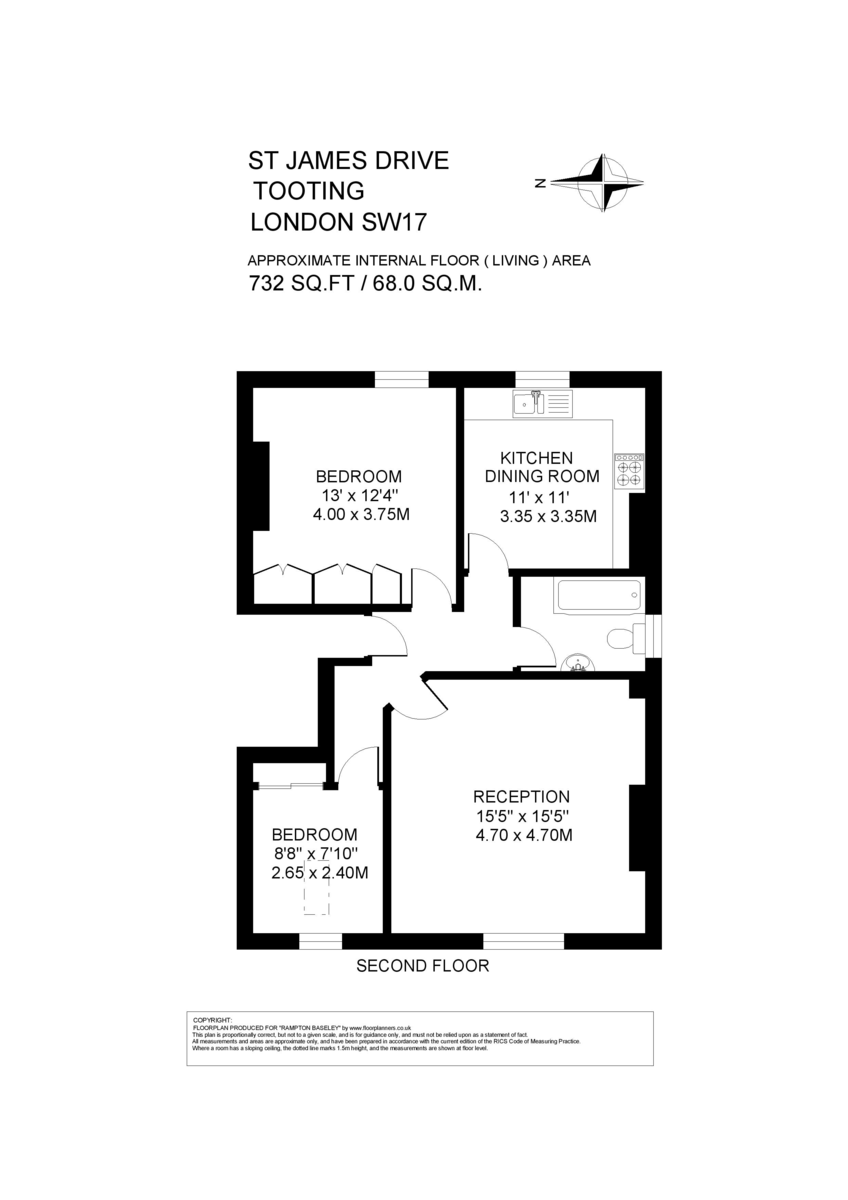 ST JAMES DRIVE
TOOTING
LONDON SW17
N
APPROXIMATE INTERNAL FLOOR ( LIVING ) AREA
732 SQ.FT / 68.0 SQ.M.
BEDROOM
13' x 12'4"
4.00 x 3.75M
KITCHEN
DINING ROOM
11' x 11'
3.35 x 3.35M
RECEPTION
15'5" x 15'5"
4.70 x 4.70M
BEDROOM
8'8" x 7'10"
2.65 x 2.40M
SECOND FLOOR
COPYRIGHT:
FLOORPLAN PRODUCED FOR "RAMPTON BASELEY" by www.floorplanners.co.uk
This plan is proportionally correct, but not to a given scale, and is for guidance only, and must not be relied upon as a statement of fact.
All measurements and areas are approximate only, and have been prepared in accordance with the current edition of the RICS Code of Measuring Practice.
Where a room has a sloping ceiling, the dotted line marks 1.5m height, and the measurements are shown at floor level.